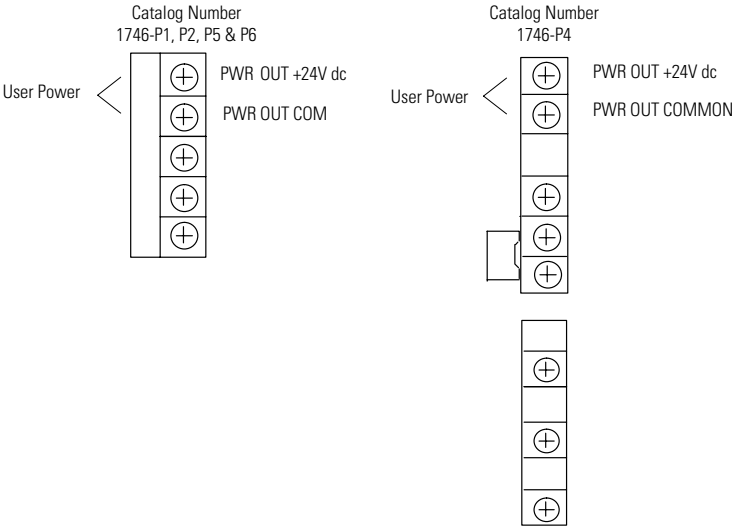 Catalog Number
1746-P1, P2, P5 & P6
User Power
PWR OUT +24V dc
PWR OUT COM
Catalog Number
1746-P4
User Power
PWR OUT +24V dc
PWR OUT COMMON